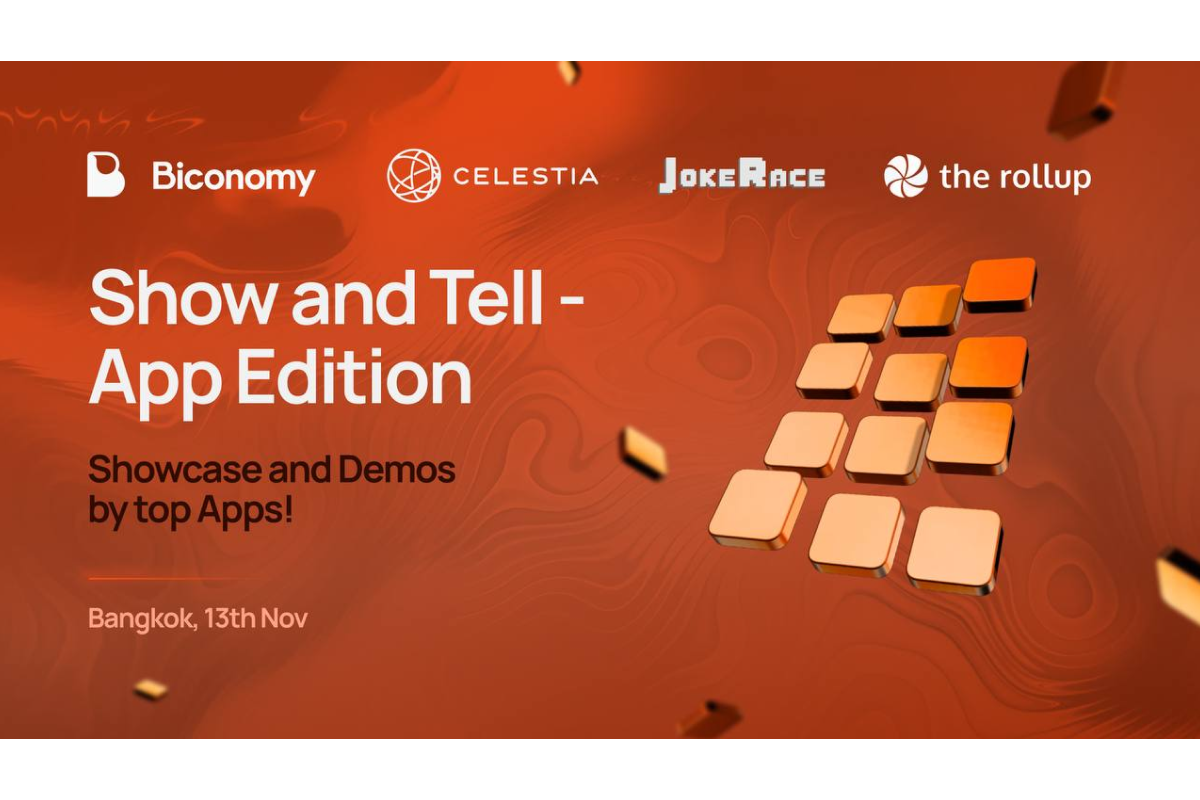 Biconomy
CELESTIA
JokeRace
the rollup
Show and Tell -
App Edition
Showcase and Demos
by top Apps!
Bangkok, 13th Nov